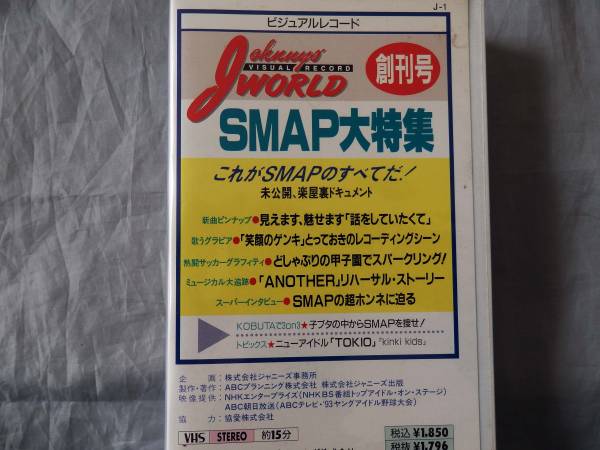 J-1
ビジュアルレコード
Johnnys
VISUAL RECORD
WORLD
創刊号
SMAP大特集
これがSMAPのすべてだ!
未公開、楽屋裏ドキュメント
新曲ピンナップ●見えます、魅せます「話をしていたくて」
歌うグラビア●「笑顔のゲンキ」とっておきのレコーディングシーン
熱闘サッカーグラフィティ●どしゃぶりの甲子園でスパークリング!
ミュージカル大追跡●「ANOTHER」リハーサル・ストーリー
スーパーインタビュー●SMAPの超ホンネに迫る
KOBUTAで3on3★子ブタの中からSMAPを捜せ!
トピックス★ニューアイドル「TOKIO」"kinki kids"
企画:株式会社ジャニーズ事務所
製作・著作:ABCプランニング株式会社 株式会社ジャニーズ出版
映像提供:NHKエンタープライズ(NHKBS番組トップアイドル・オン・ステージ)
ABC朝日放送(ABCテレビ・'93ヤングアイドル野球大会)
協力:協愛株式会社
VHS STEREO 約15分
税込¥1,850
税抜¥1,796